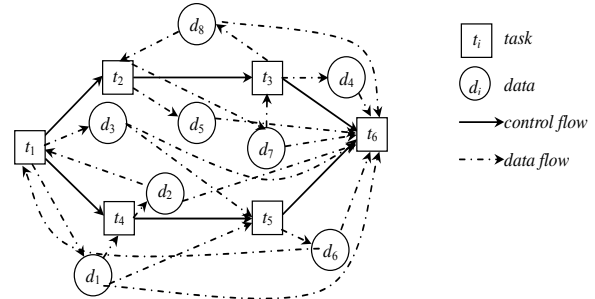 d8
ti task
t2
t3
d4
di data
d3
d5
t6
control flow
t1
d7
data flow
d2
t4
t5
d6
d1